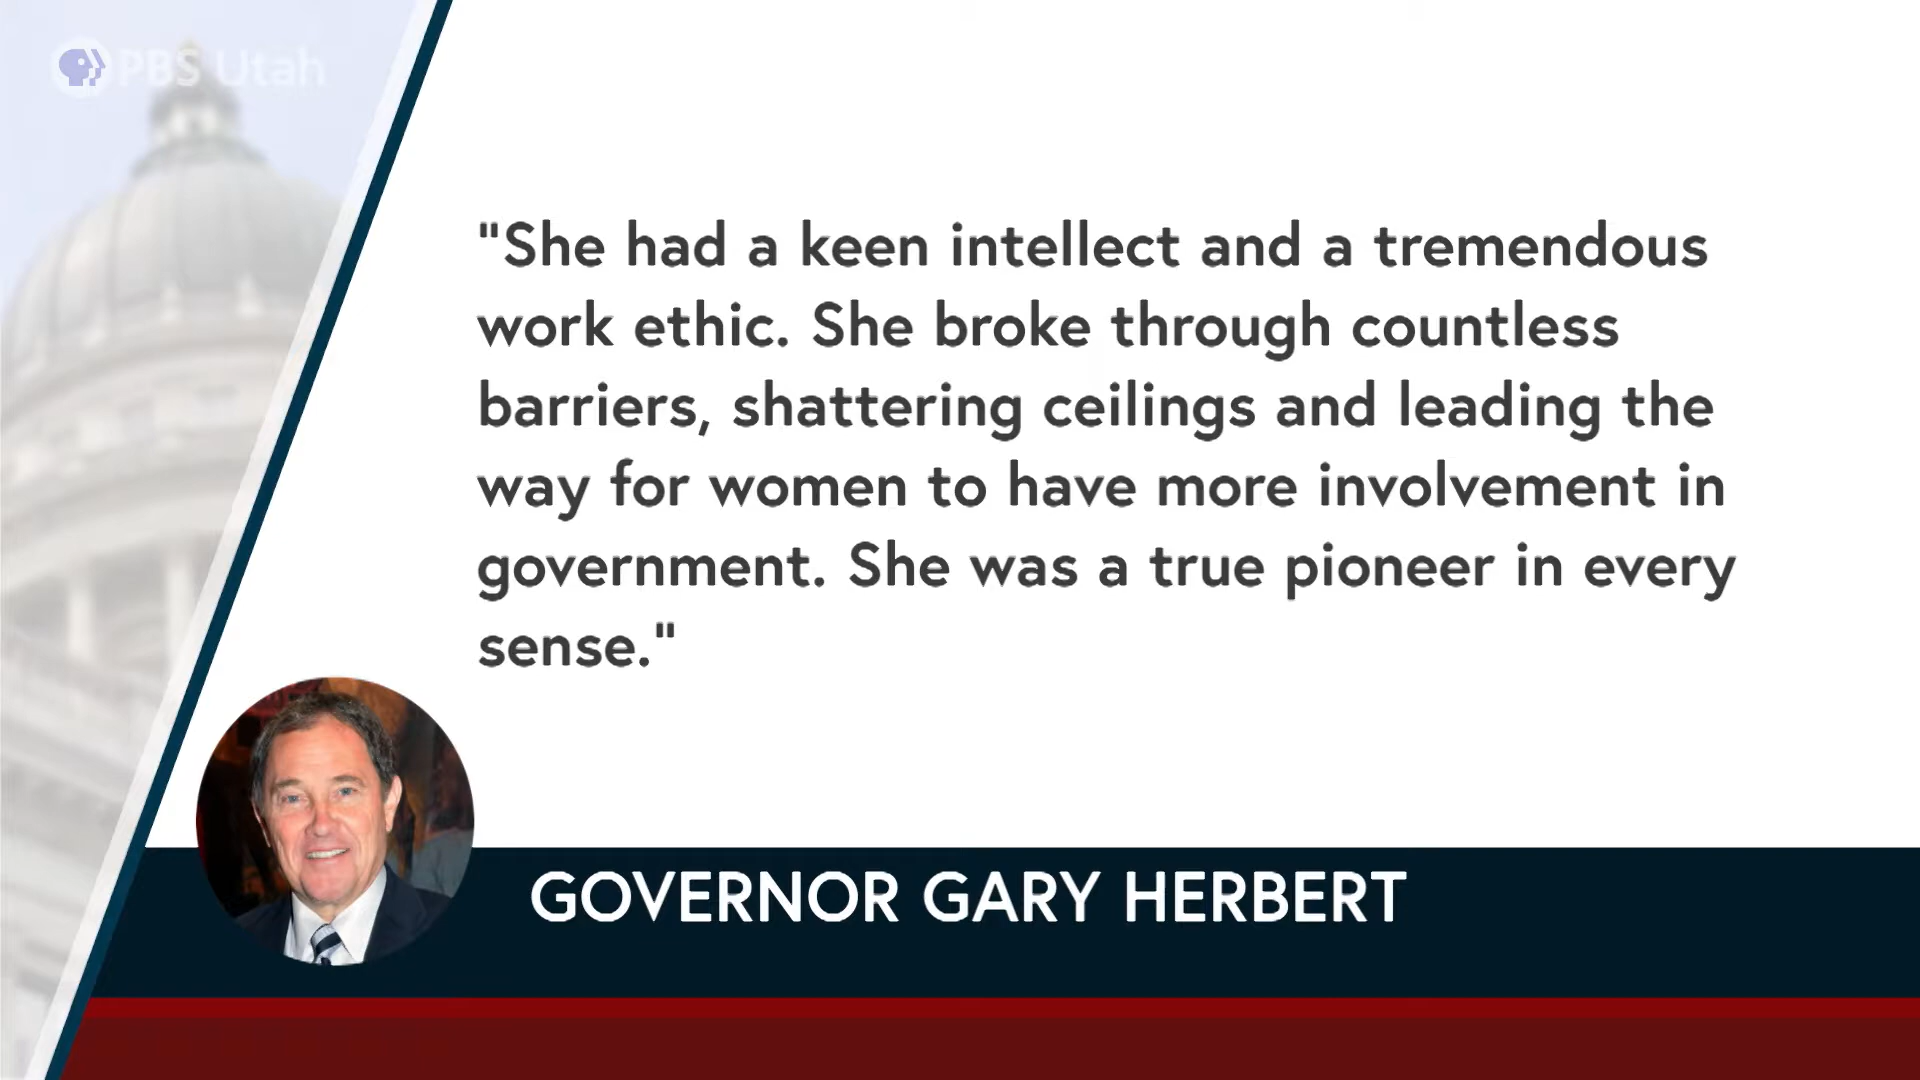 PBS Utah
"She had a keen intellect and a tremendous
work ethic. She broke through countless
barriers, shattering ceilings and leading the
way for women to have more involvement in
government. She was a true pioneer in every
sense."
GOVERNOR GARY HERBERT